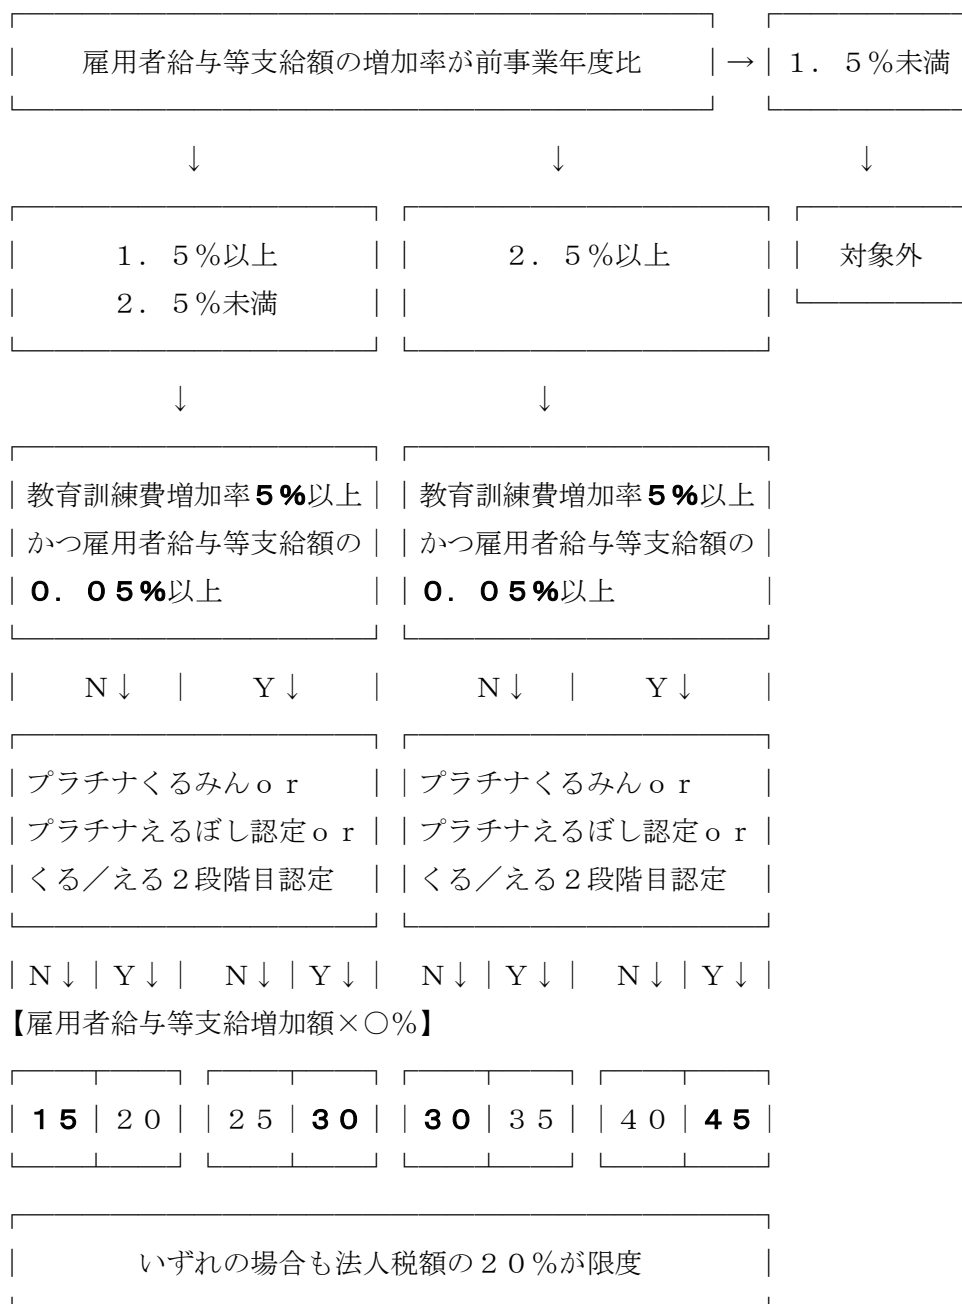 雇用者給与等支給額の増加率が前事業年度比 → 1．5％未満
↓ ↓ ↓
1．5％以上 2．5％以上 対象外
2．5％未満
↓ ↓
教育訓練費増加率5%以上 教育訓練費増加率5%以上
かつ雇用者給与等支給額の かつ雇用者給与等支給額の
0．05%以上 0．05%以上
N↓ Y↓ N↓ Y↓
プラチナくるみんｏｒ プラチナくるみんｏｒ
プラチナえるぼし認定ｏｒ プラチナえるぼし認定ｏｒ
くる／える2段階目認定 くる／える2段階目認定
N↓ Y↓ N↓ Y↓ N↓ Y↓ N↓ Y↓
【雇用者給与等支給増加額×○％】
15 20 25 30 30 35 40 45
いずれの場合も法人税額の20％が限度